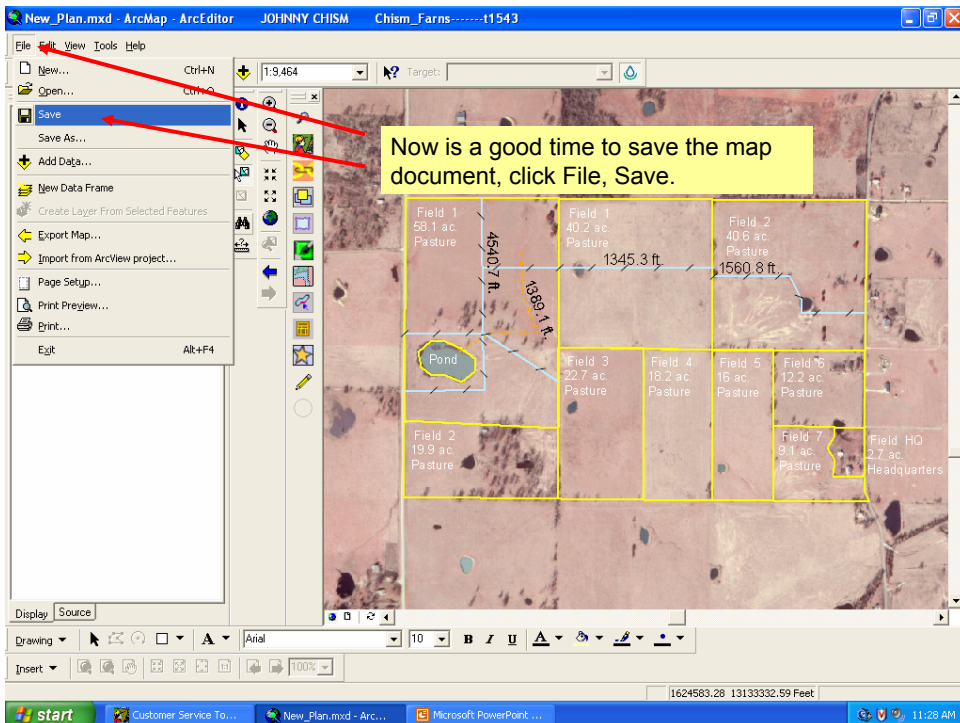 New_Plan.mxd - ArcMap - ArcEditor JOHNNY CHISM Chism_Farns-------t1543
File Edit View Tools Help
New... Ctrl+N
Open... Ctrl+O
Save
Save As...
Add Data...
New Data Frame
Create Layer From Selected Features
Export Map...
Import from ArcView project...
Page Setup...
Print Preview...
Print...
Exit Alt+F4
1:9,464
Target:
Now is a good time to save the map
document, click File, Save.
Field 1
58.1 ac.
Pasture
4540.7 ft.
1389.1 ft.
Field 1
40.2 ac.
Pasture
1345.3 ft.
Field 2
40.6 ac.
Pasture
1560.8 ft.
Pond
Field 3
22.7 ac.
Pasture
Field 4
18.2 ac.
Pasture
Field 5
16 ac.
Pasture
Field 6
12.2 ac.
Pasture
Field 2
19.9 ac.
Pasture
Field 7
9.1 ac.
Pasture
Field HQ
2.7 ac.
Headquarters
Display Source
Drawing A Arial 10 B I U A
Insert 100%
1624583.28 13133332.59 Feet
start Customer Service To... New_Plan.mxd - Arc... Microsoft PowerPoint ... 11:28 AM